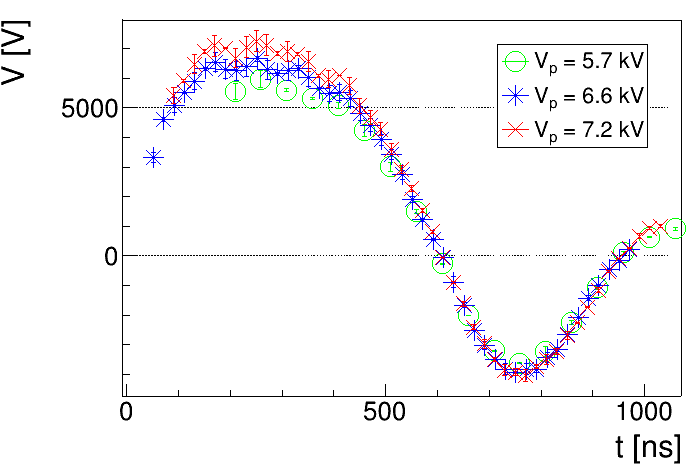 V [V]
V_p = 5.7 kV
V_p = 6.6 kV
V_p = 7.2 kV
5000
0
0 500 1000
t [ns]